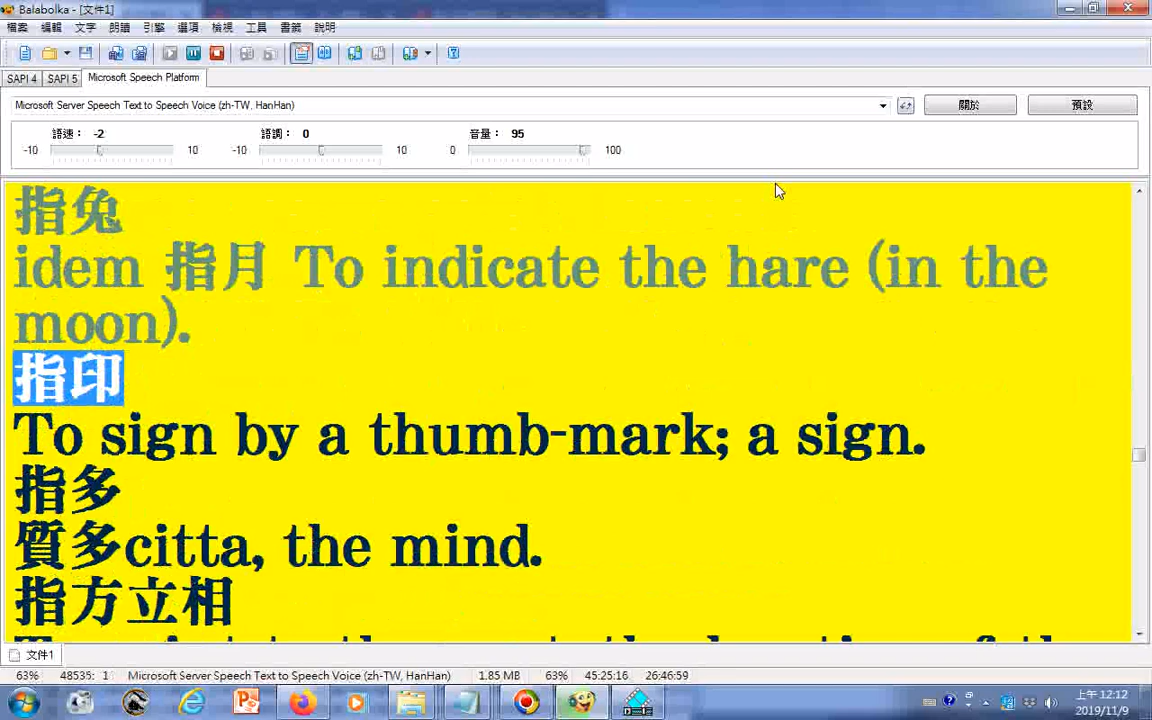 Balabolka - [文件1]
檔案 編輯 文字 朗讀 引擎 選項 檢視 工具 書籤 說明
SAPI 4 SAPI 5 Microsoft Speech Platform
Microsoft Server Speech Text to Speech Voice (zh-TW, HanHan)
關於 預設
語速： -2 語調： 0 音量： 95
-10 10 -10 10 0 100
指兔
idem 指月 To indicate the hare (in the
moon).
指印
To sign by a thumb-mark; a sign.
指多
質多citta, the mind.
指方立相
文件1
63% 48535: 1 Microsoft Server Speech Text to Speech Voice (zh-TW, HanHan) 1.85 MB 63% 45:25:16 26:46:59
上午 12:12
2019/11/9